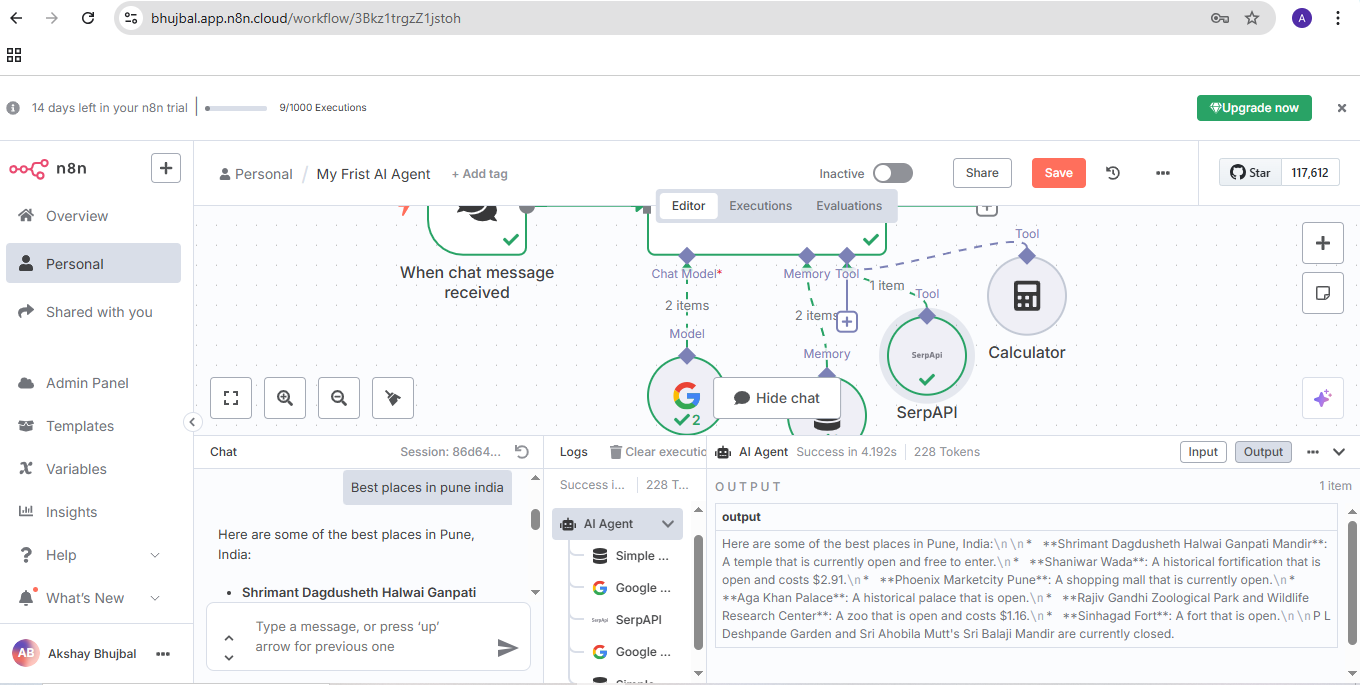 bhujbal.app.n8n.cloud/workflow/3Bkz1trgzZ1jstoh
A
14 days left in your n8n trial
9/1000 Executions
Upgrade now
n8n
Personal / My Frist AI Agent + Add tag
Inactive
Share
Save
Star 117,612
Editor
Executions
Evaluations
Overview
Personal
Shared with you
Admin Panel
Templates
Variables
Insights
Help
What's New
AB Akshay Bhujbal
When chat message
received
Chat Model*
Memory
Tool
2 items
Model
2
2 items
Memory
1 item
Tool
SerpApi
SerpAPI
Tool
Calculator
Hide chat
Chat
Session: 86d64...
Best places in pune india
Here are some of the best places in Pune,
India:
• Shrimant Dagdusheth Halwai Ganpati
Type a message, or press ‘up’
arrow for previous one
Logs
Clear executio
Success i...
228 T...
AI Agent
Simple ...
Google ...
SerpApi SerpAPI
Google ...
Simple
AI Agent Success in 4.192s 228 Tokens
Input
Output
OUTPUT
1 item
output
Here are some of the best places in Pune, India:\n\n*   **Shrimant Dagdusheth Halwai Ganpati Mandir**:
A temple that is currently open and free to enter.\n*   **Shaniwar Wada**: A historical fortification that is
open and costs $2.91.\n*   **Phoenix Marketcity Pune**: A shopping mall that is currently open.\n*
**Aga Khan Palace**: A historical palace that is open.\n*   **Rajiv Gandhi Zoological Park and Wildlife
Research Center**: A zoo that is open and costs $1.16.\n*   **Sinhagad Fort**: A fort that is open.\n\nP L
Deshpande Garden and Sri Ahobila Mutt's Sri Balaji Mandir are currently closed.